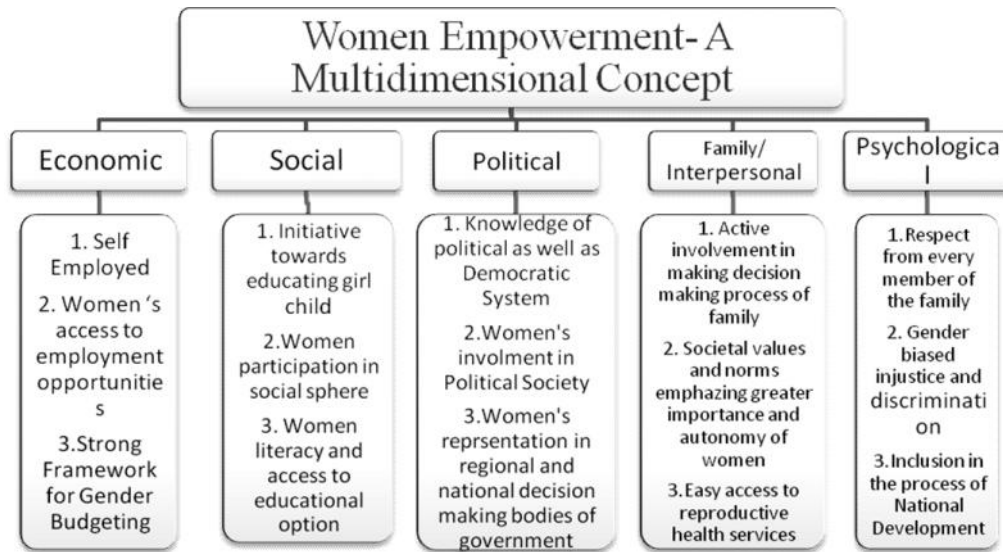 Women Empowerment- A
Multidimensional Concept
Economic
1. Self
Employed
2. Women ‘s
access to
employment
opportunitie
s
3.Strong
Framework
for Gender
Budgeting
Social
1. Initiative
towards
educating girl
child
2.Women
participation in
social sphere
3. Women
literacy and
access to
educational
option
Political
1. Knowledge of
political as well as
Democratic
System
2.Women's
involment in
Political Society
3.Women's
reprsentation in
regional and
national decision
making bodies of
government
Family/
Interpersonal
1. Active
involvement in
making decision
making process of
family
2. Societal values
and norms
emphazing greater
importance and
autonomy of
women
3.Easy access to
reproductive
health services
Psychologica
l
1.Respect
from every
member of
the family
2. Gender
biased
injustice and
discriminati
on
3.Inclusion in
the process of
National
Development